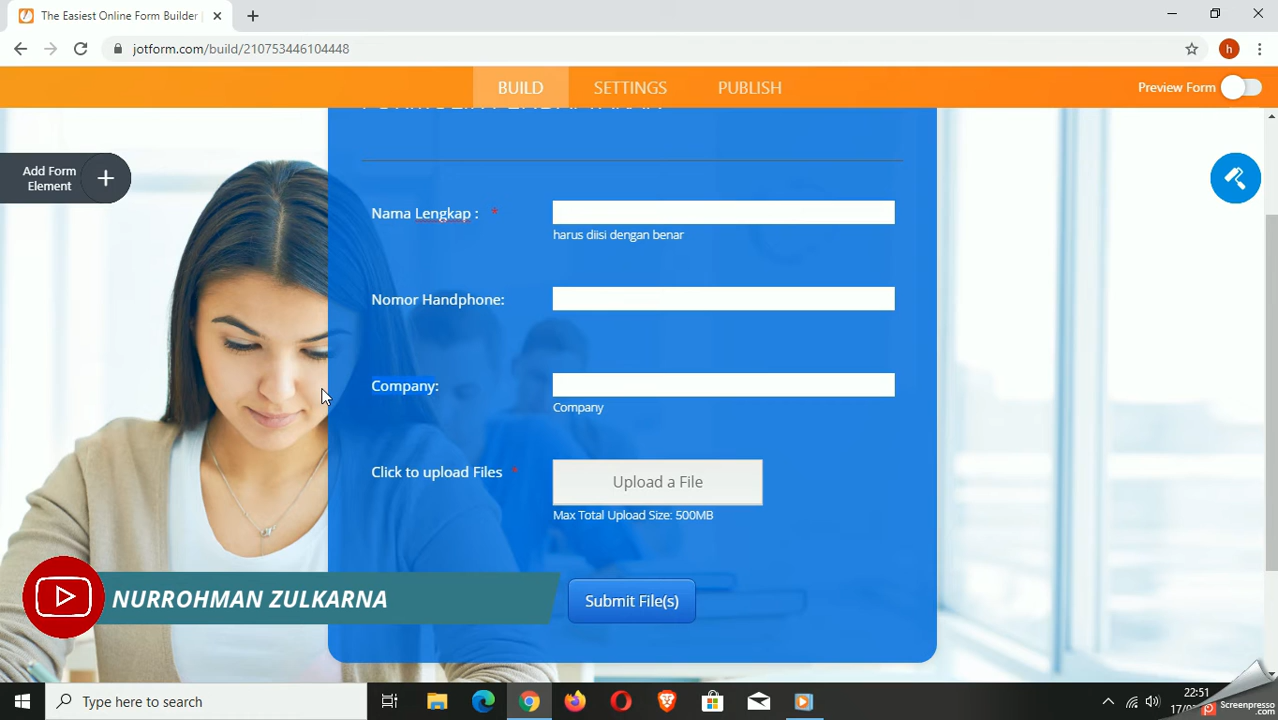 The Easiest Online Form Builder
jotform.com/build/210753446104448
h
BUILD
SETTINGS
PUBLISH
Preview Form
Add Form
Element
Nama Lengkap : *
harus diisi dengan benar
Nomor Handphone:
Company:
Company
Click to upload Files *
Upload a File
Max Total Upload Size: 500MB
NURROHMAN ZULKARNA
Submit File(s)
Type here to search
22:51
Screenpresso
.com